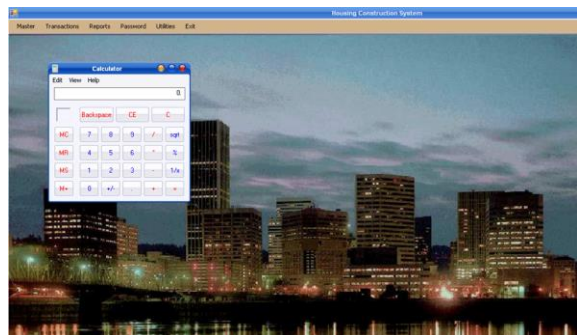 Housing Construction System
Master Transactions Reports Password Utilities Exit
Calculator
Edit View Help
0.
Backspace CE C
MC 7 8 9 / sqrt
MR 4 5 6 * %
MS 1 2 3 - 1/x
M+ 0 +/- . + =